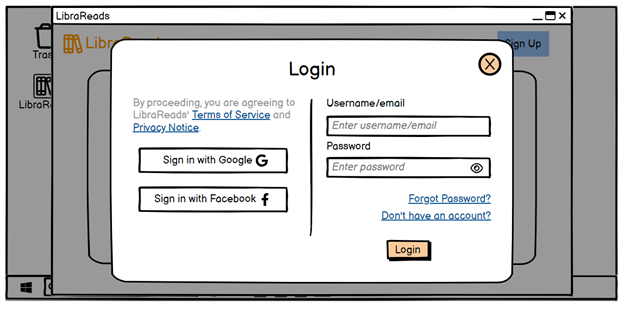 LibraReads
LibraR
Sign Up
Tras
LibraR
Login
By proceeding, you are agreeing to
LibraReads' Terms of Service and
Privacy Notice.
Sign in with Google G
Sign in with Facebook f
Username/email
Enter username/email
Password
Enter password
Forgot Password?
Don't have an account?
Login